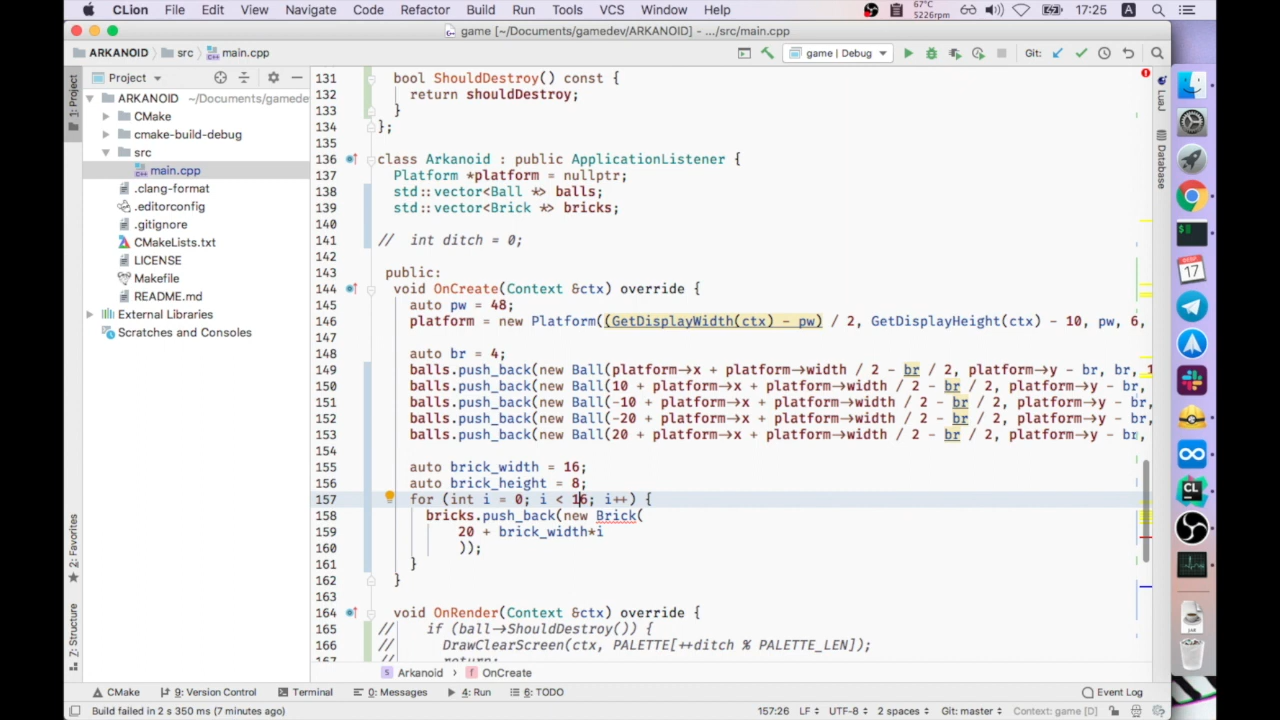 CLion File Edit View Navigate Code Refactor Build Run Tools VCS Window Help 67°C 5226rpm 17:25 A
game [~/Documents/gamedev/ARKANOID] - .../src/main.cpp
ARKANOID src main.cpp game | Debug Git:
1: Project
Project
ARKANOID ~/Documents/gamede
CMake
cmake-build-debug
src
main.cpp
.clang-format
.editorconfig
.gitignore
CMakeLists.txt
LICENSE
Makefile
README.md
External Libraries
Scratches and Consoles
2: Favorites
7: Structure
131 bool ShouldDestroy() const {
132 return shouldDestroy;
133 }
134 };
135
136 class Arkanoid : public ApplicationListener {
137 Platform *platform = nullptr;
138 std::vector<Ball *> balls;
139 std::vector<Brick *> bricks;
140
141 // int ditch = 0;
142
143 public:
144 void OnCreate(Context &ctx) override {
145 auto pw = 48;
146 platform = new Platform((GetDisplayWidth(ctx) - pw) / 2, GetDisplayHeight(ctx) - 10, pw, 6,
147
148 auto br = 4;
149 balls.push_back(new Ball(platform->x + platform->width / 2 - br / 2, platform->y - br, br, 1
150 balls.push_back(new Ball(10 + platform->x + platform->width / 2 - br / 2, platform->y - br,
151 balls.push_back(new Ball(-10 + platform->x + platform->width / 2 - br / 2, platform->y - br,
152 balls.push_back(new Ball(-20 + platform->x + platform->width / 2 - br / 2, platform->y - br,
153 balls.push_back(new Ball(20 + platform->x + platform->width / 2 - br / 2, platform->y - br,
154
155 auto brick_width = 16;
156 auto brick_height = 8;
157 for (int i = 0; i < 16; i++) {
158 bricks.push_back(new Brick(
159 20 + brick_width*i
160 ));
161 }
162 }
163
164 void OnRender(Context &ctx) override {
165 // if (ball->ShouldDestroy()) {
166 // DrawClearScreen(ctx, PALETTE[++ditch % PALETTE_LEN]);
167 // return;
LuaJ
Database
17
Arkanoid > OnCreate
CMake 9: Version Control Terminal 0: Messages 4: Run 6: TODO Event Log
Build failed in 2 s 350 ms (7 minutes ago) 157:26 LF UTF-8 2 spaces Git: master Context: game [D]